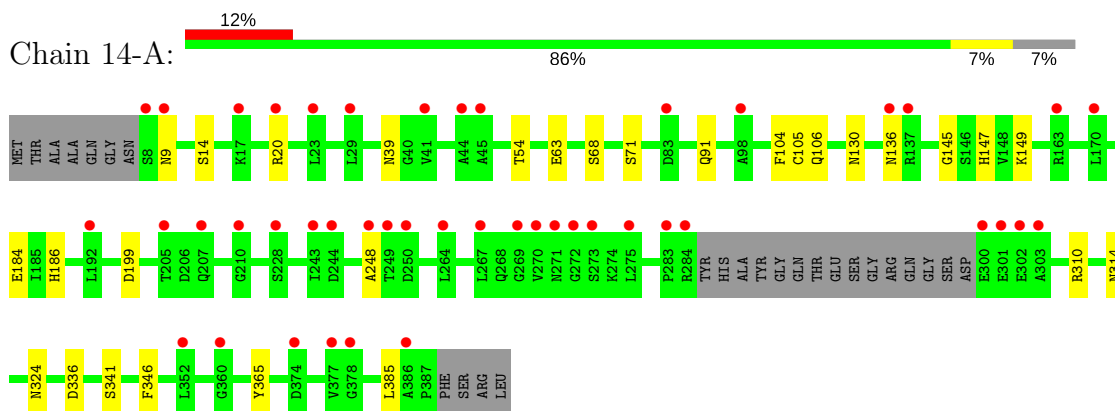 12%
Chain 14-A:
86% 7% 7%
MET THR ALA ALA GLN GLY ASN S8 N9 S14 K17 R20 L23 L29 N39 G40 V41 A44 A45 T54 E63 S68 S71 D83 Q91 A98 F104 C105 Q106 N130 N136 R137 G145 S146 H147 V148 K149 R163 L170
E184 I185 H186 L192 D199 T205 D206 Q207 G210 S228 I243 D244 A248 T249 D250 L264 L267 Q268 G269 V270 N271 G272 S273 K274 L275 P283 R284 TYR HIS ALA TYR GLY GLN THR GLU SER GLY ARG GLN GLY SER ASP E300 E301 E302 A303 R310 N314
N324 D336 S341 F346 L352 G360 Y365 D374 V377 G378 L385 A386 P387 PHE SER ARG LEU